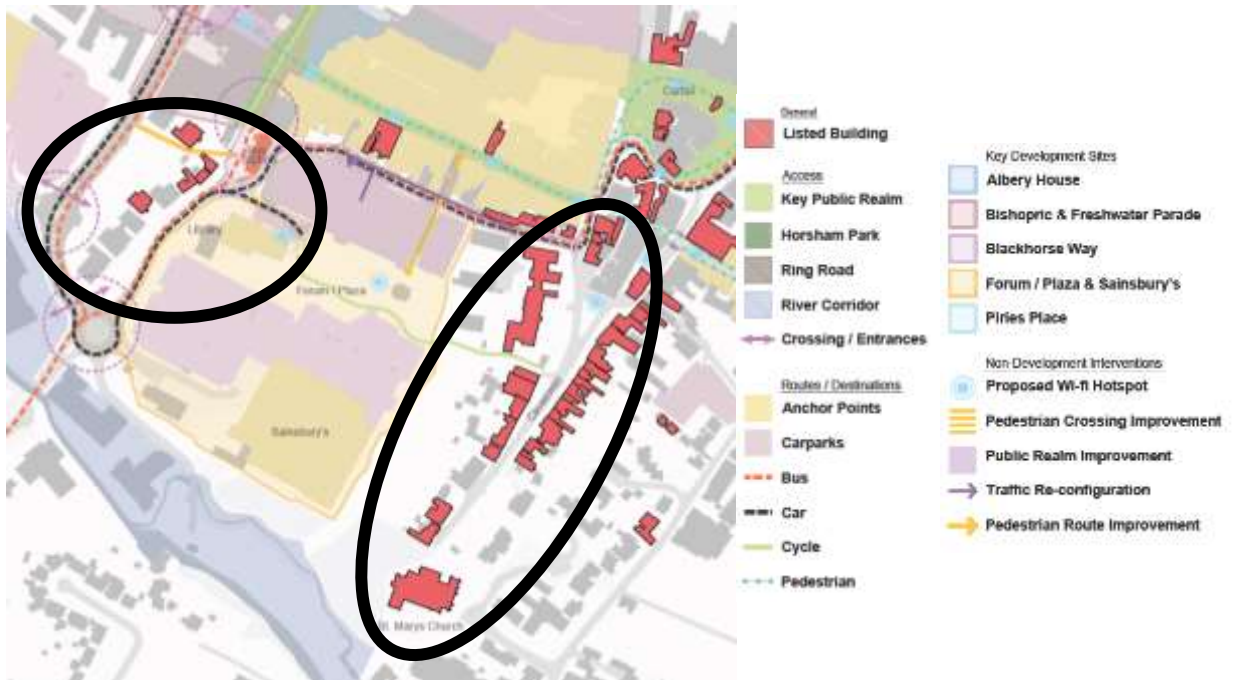 Carfax
Library
Forum / Plaza
Sainsbury's
St. Marys Church
General
Listed Building
Access
Key Public Realm
Horsham Park
Ring Road
River Corridor
Crossing / Entrances
Routes / Destinations
Anchor Points
Carparks
Bus
Car
Cycle
Pedestrian
Key Development Sites
Albery House
Bishopric & Freshwater Parade
Blackhorse Way
Forum / Plaza & Sainsbury's
Piries Place
Non-Development Interventions
Proposed Wi-fi Hotspot
Pedestrian Crossing Improvement
Public Realm Improvement
Traffic Re-configuration
Pedestrian Route Improvement